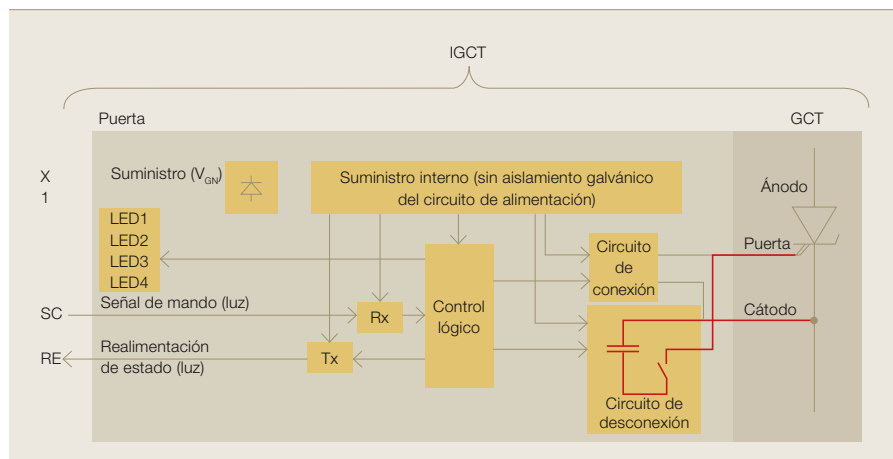 IGCT
Puerta
GCT
X
1
Suministro (V_GN)
Suministro interno (sin aislamiento galvánico
del circuito de alimentación)
Ánodo
LED1
LED2
LED3
LED4
Puerta
Circuito
de
conexión
SC
Señal de mando (luz)
Rx
Control
lógico
Cátodo
RE
Realimentación
de estado (luz)
Tx
Circuito de
desconexión